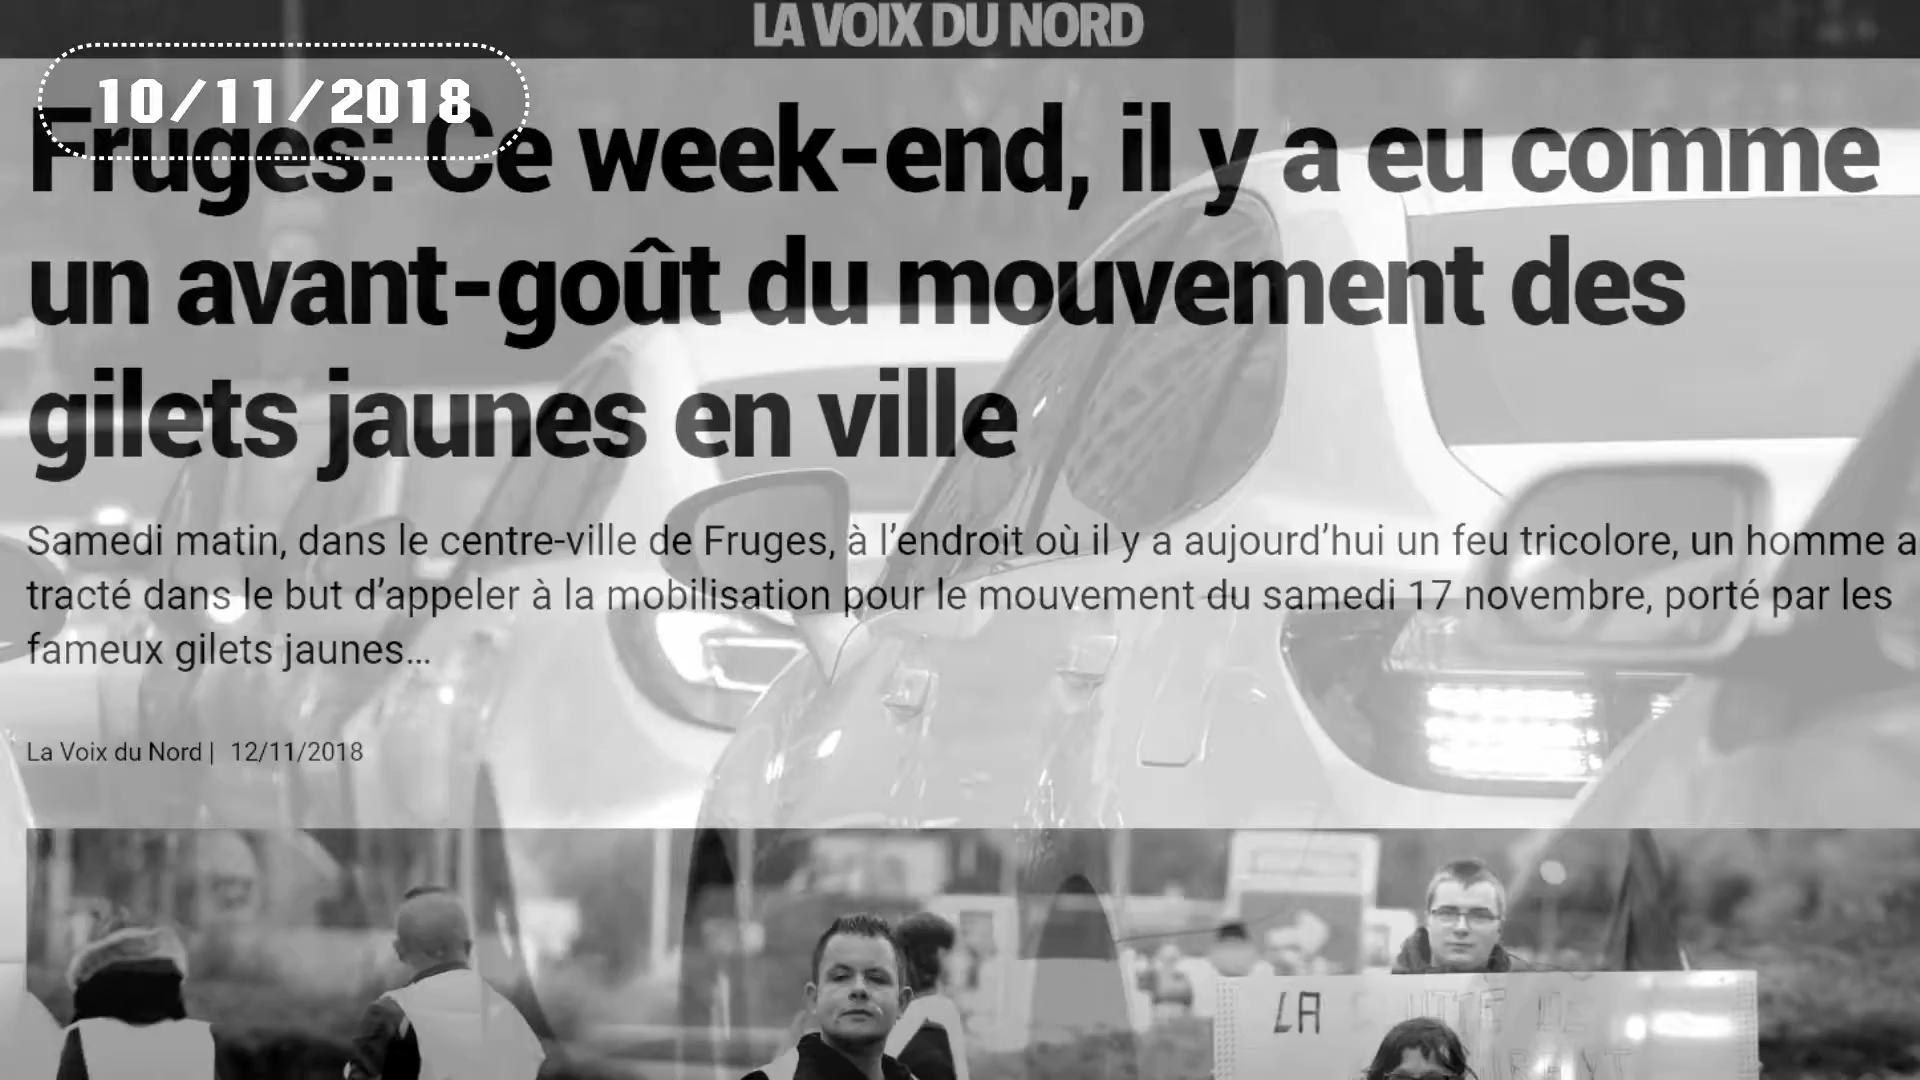 LA VOIX DU NORD
10/11/2018
Fruges: Ce week-end, il y a eu comme
un avant-goût du mouvement des
gilets jaunes en ville
Samedi matin, dans le centre-ville de Fruges, à l’endroit où il y a aujourd’hui un feu tricolore, un homme a
tracté dans le but d’appeler à la mobilisation pour le mouvement du samedi 17 novembre, porté par les
fameux gilets jaunes...
La Voix du Nord | 12/11/2018
LA